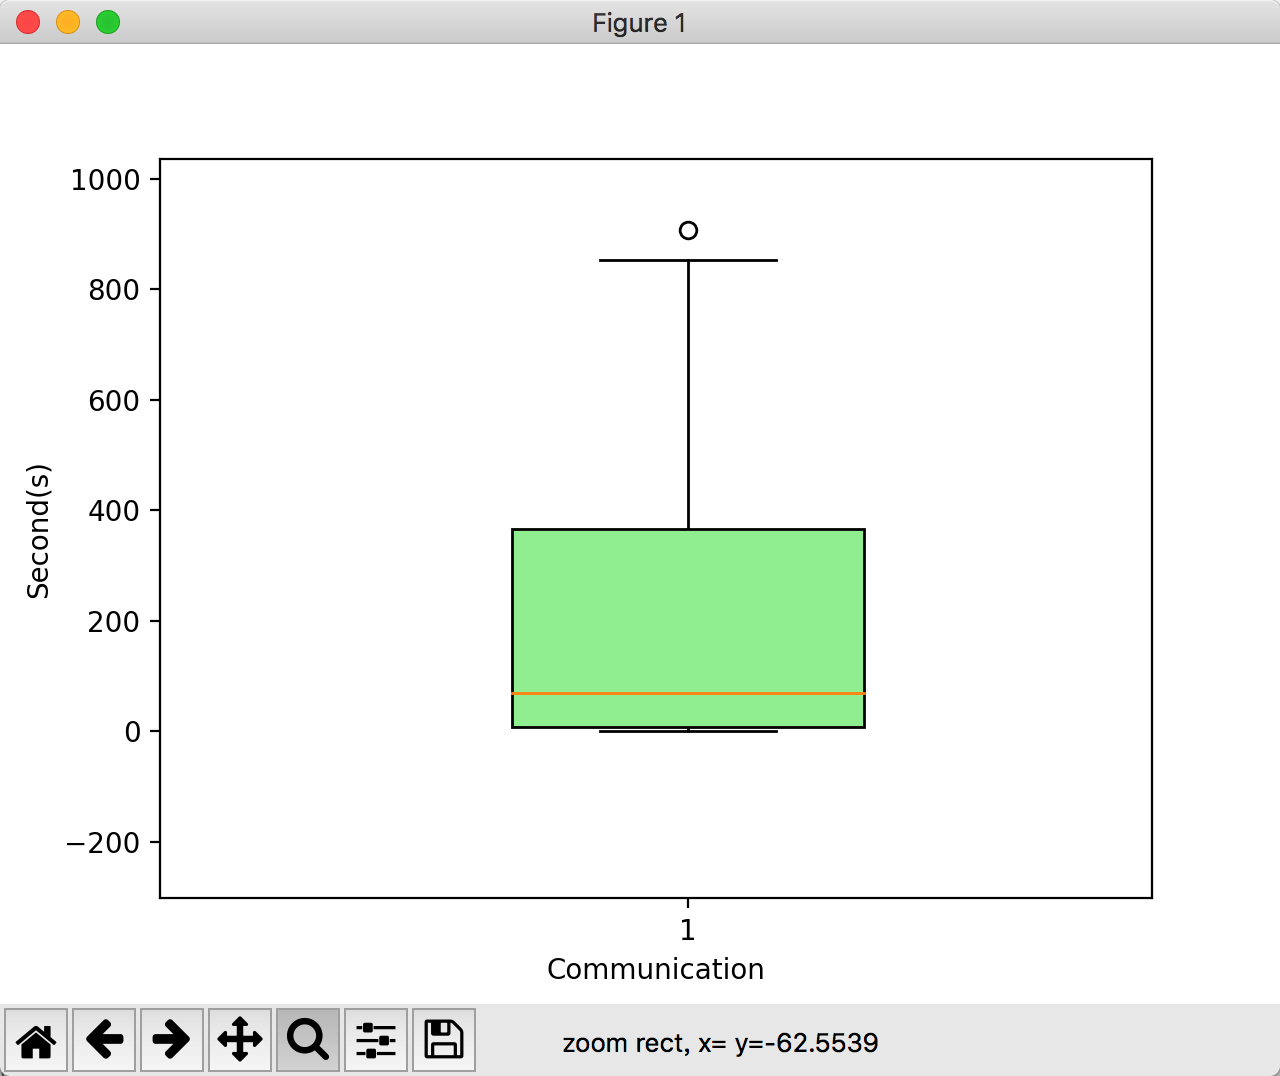 Figure 1
1000
800
600
400
200
0
−200
Second(s)
1
Communication
zoom rect, x= y=-62.5539